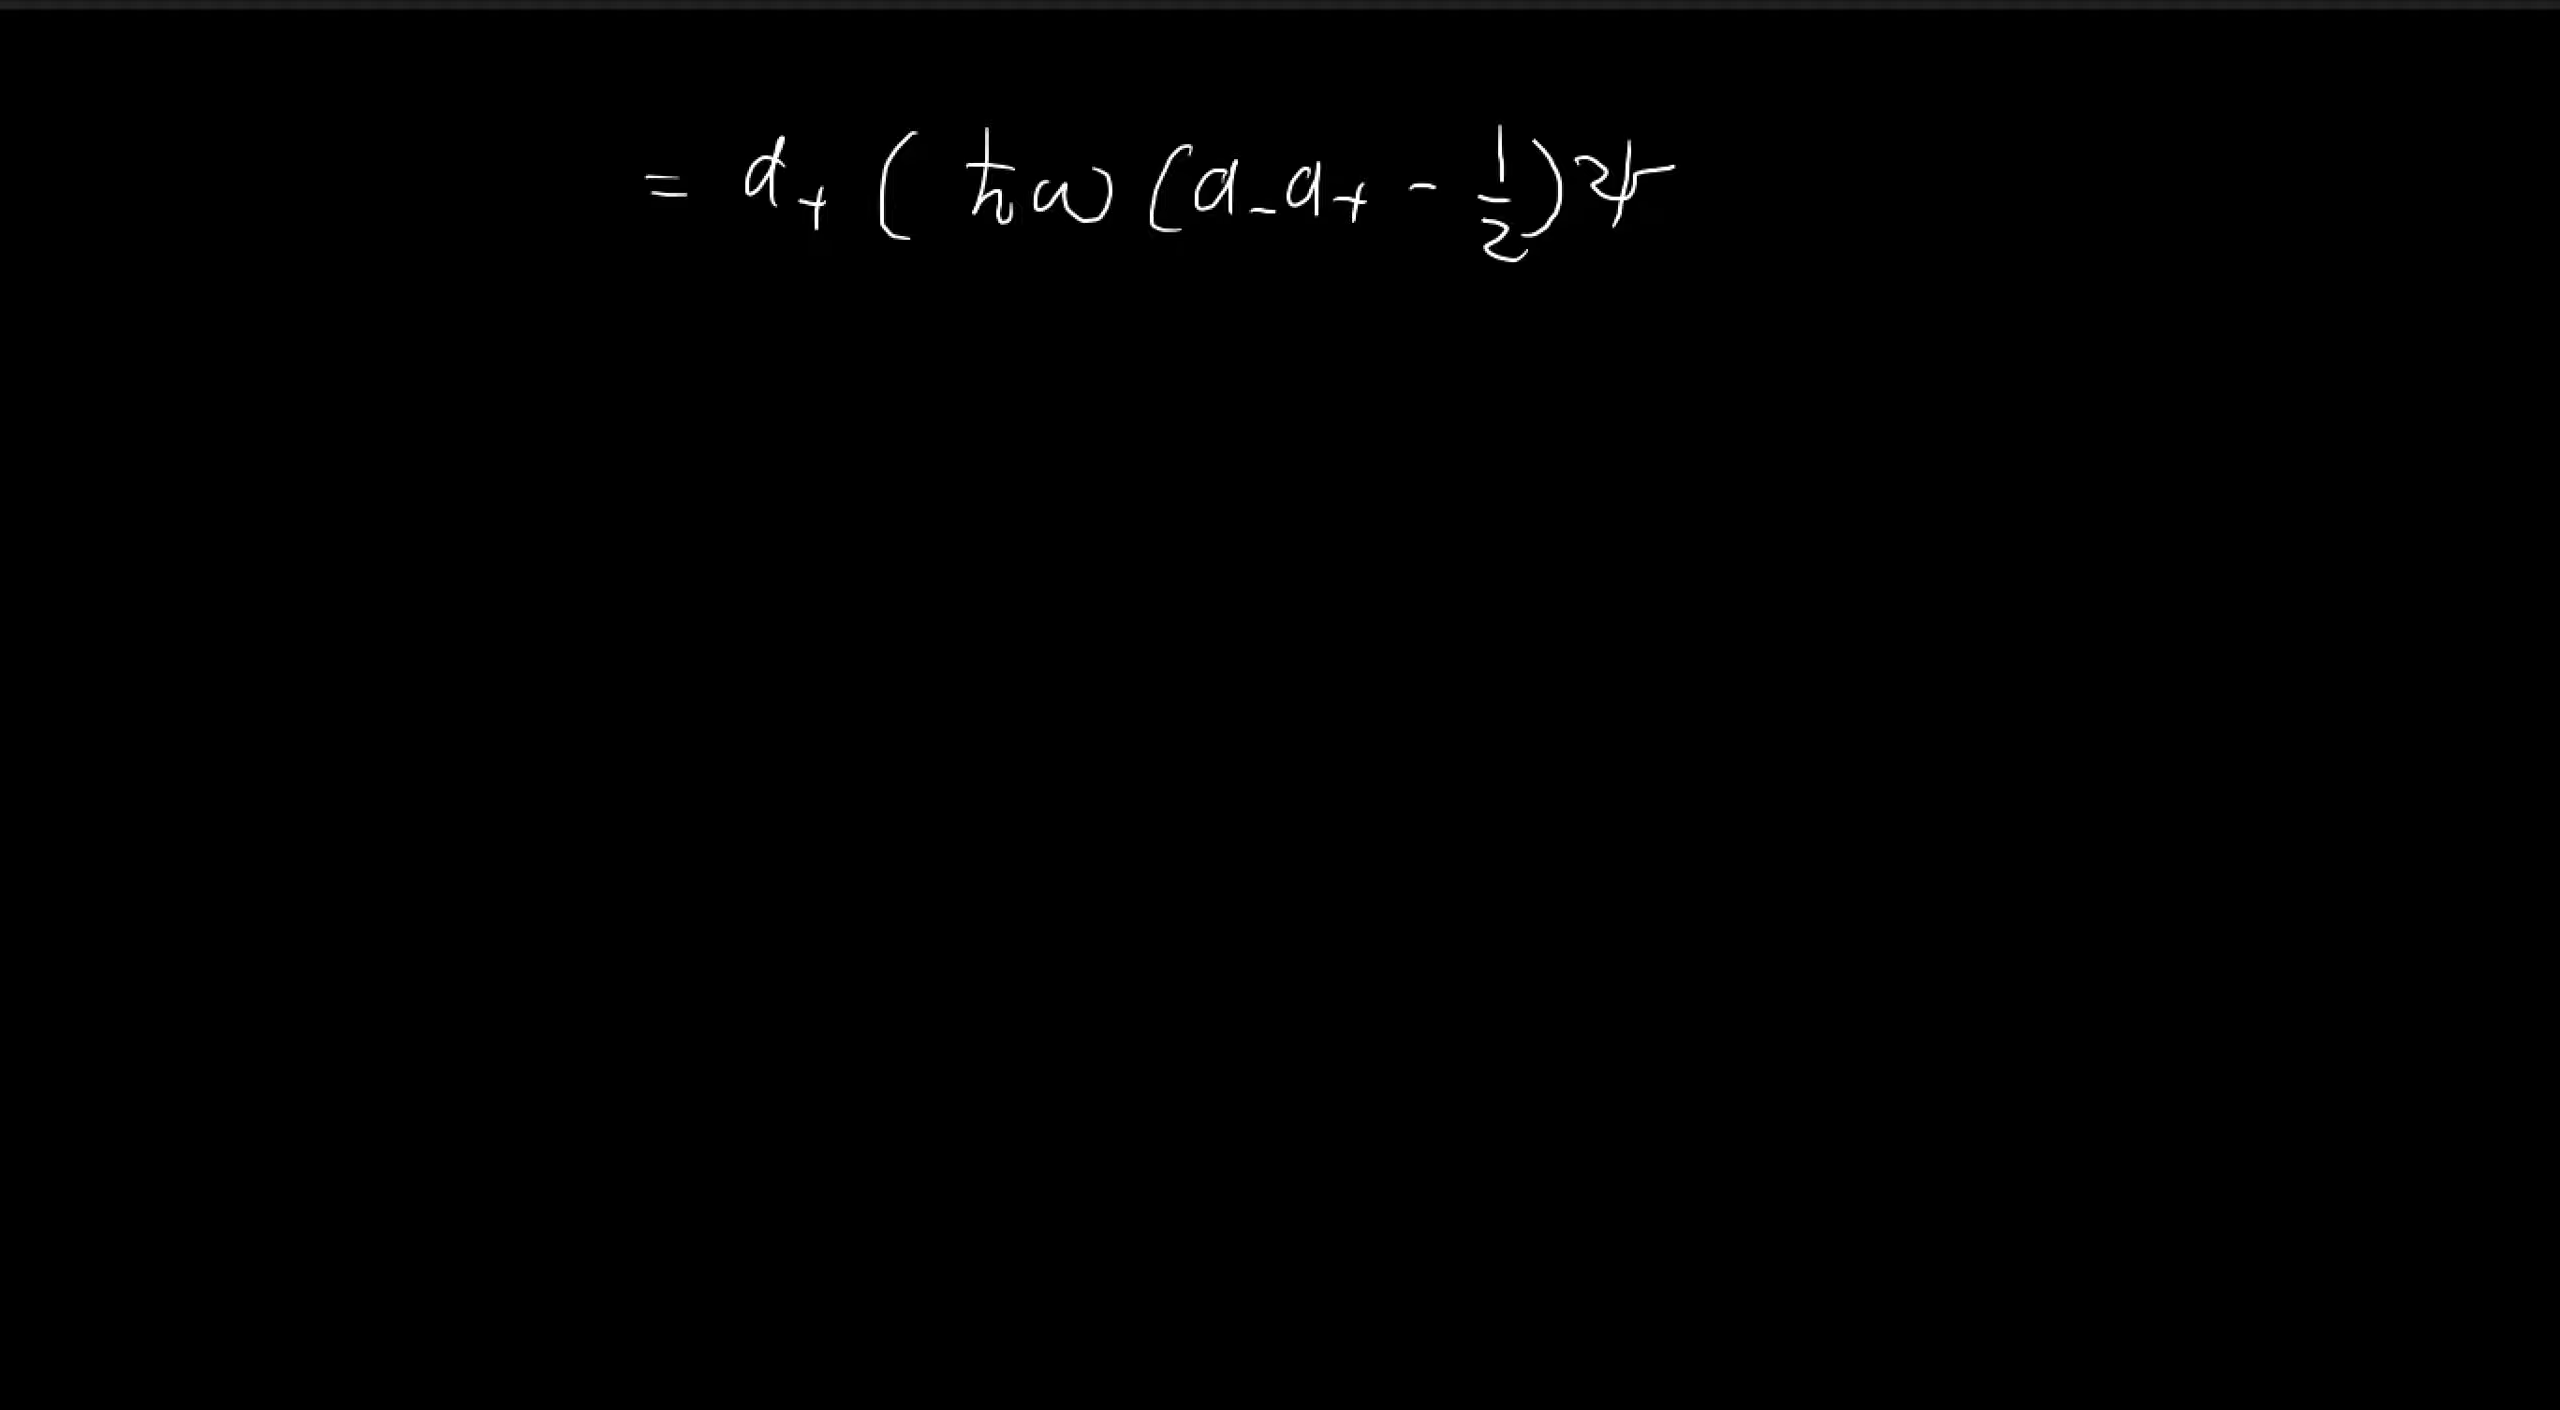 = a₊ ( ħω (a₋a₊ - 1/2)ψ